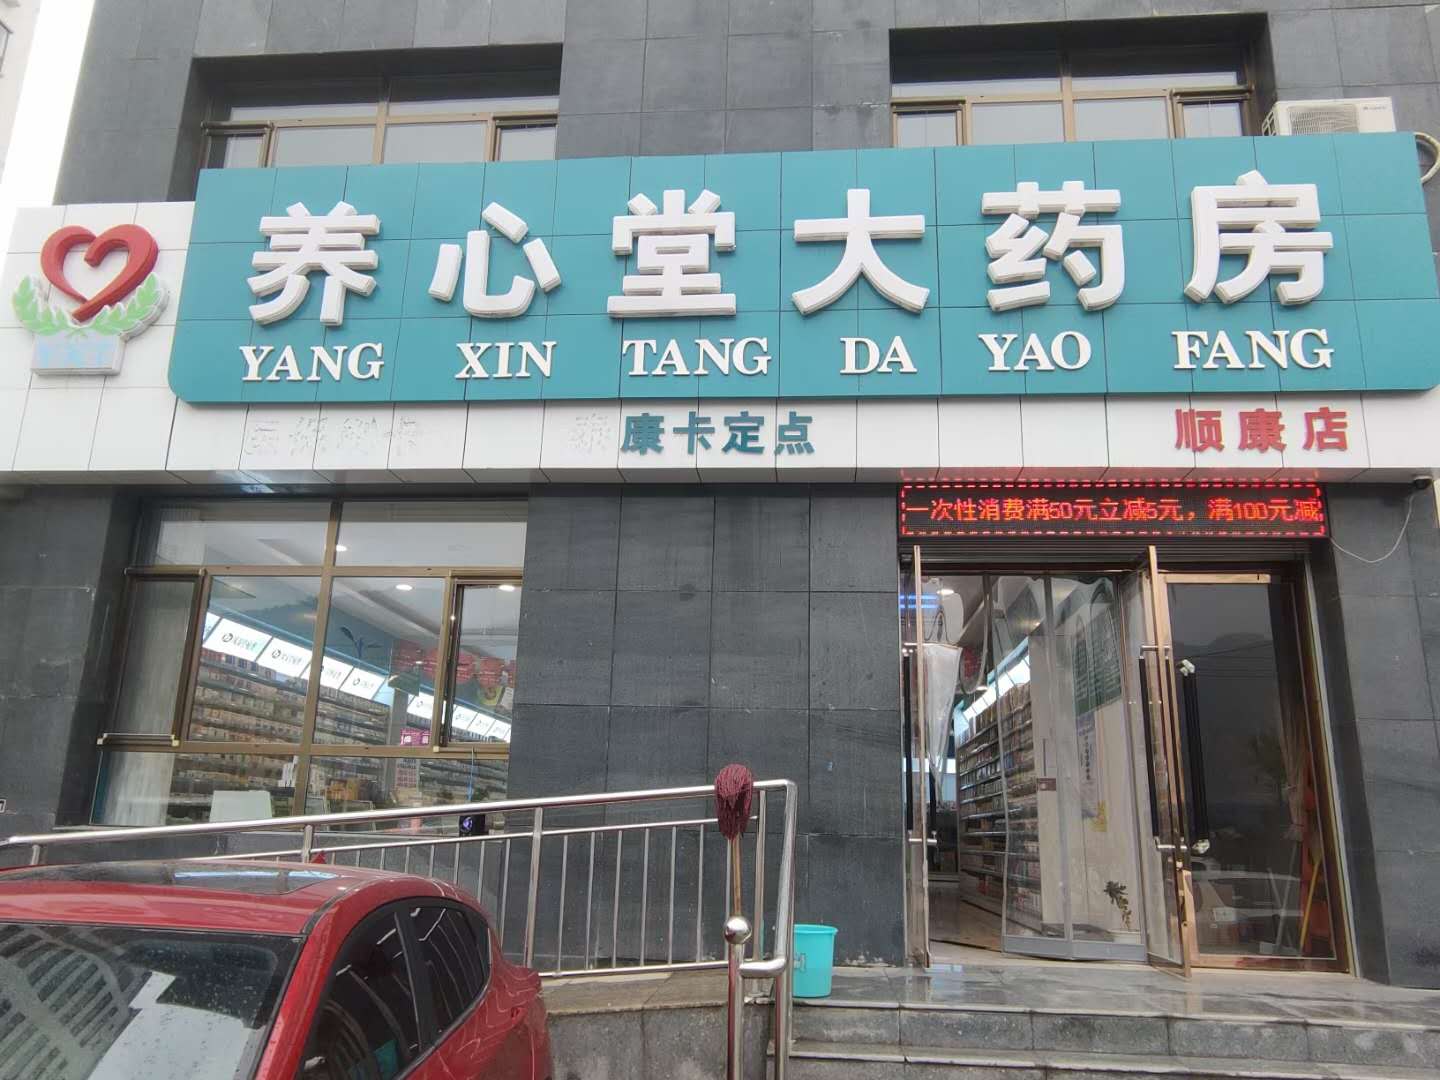 养心堂大药房
YANG XIN TANG DA YAO FANG
康卡定点
顺康店
一次性消费满50元立减5元，满100元减